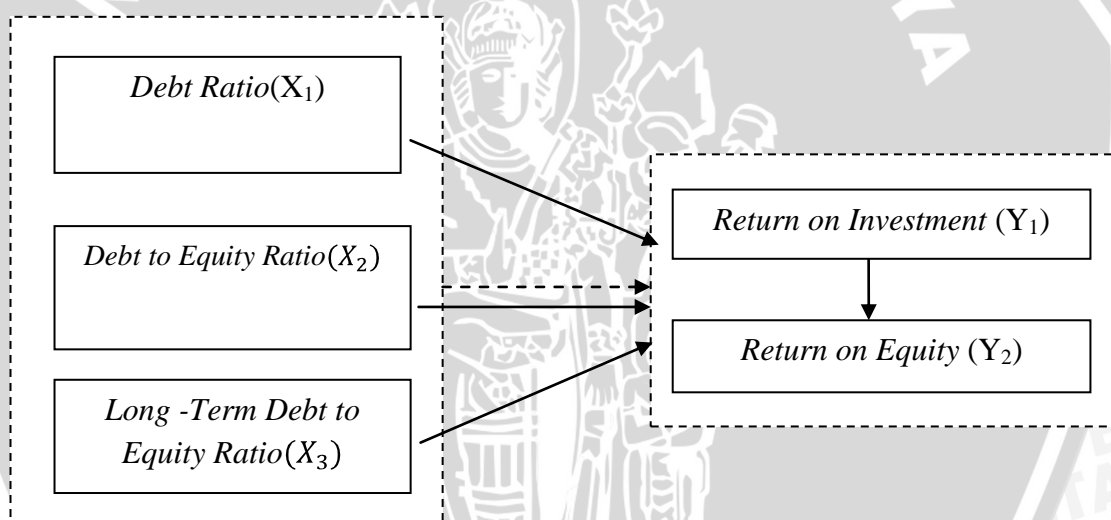 Debt Ratio(X₁)
Debt to Equity Ratio(X₂)
Long -Term Debt to
Equity Ratio(X₃)
Return on Investment (Y₁)
Return on Equity (Y₂)